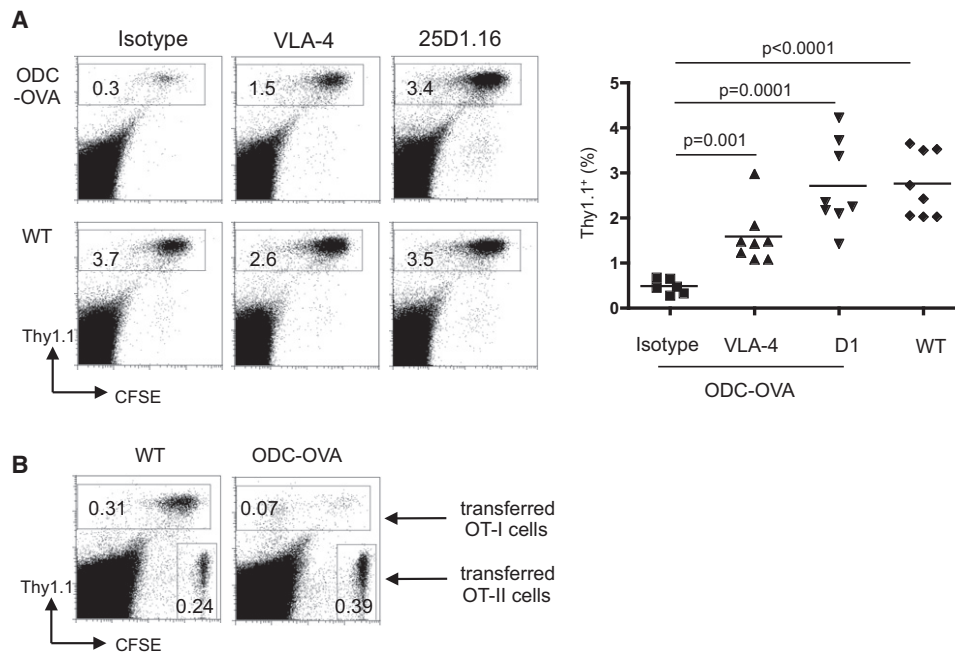 A
Isotype VLA-4 25D1.16
ODC
-OVA
0.3 1.5 3.4
WT
3.7 2.6 3.5
Thy1.1
CFSE
p<0.0001
p=0.0001
p=0.001
Thy1.1⁺ (%)
5
4
3
2
1
0
Isotype VLA-4 D1 WT
ODC-OVA
B
WT ODC-OVA
0.31 0.07
transferred
OT-I cells
transferred
OT-II cells
0.24 0.39
Thy1.1
CFSE